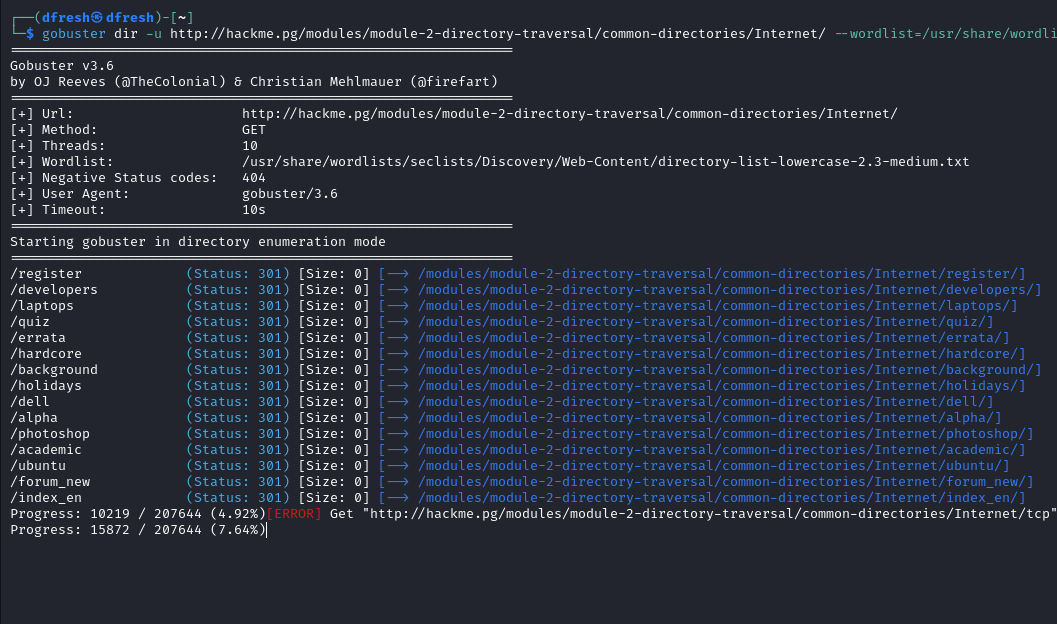 ┌──(dfresh㉿dfresh)-[~]
└─$ gobuster dir -u http://hackme.pg/modules/module-2-directory-traversal/common-directories/Internet/ --wordlist=/usr/share/wordli
===============================================================
Gobuster v3.6
by OJ Reeves (@TheColonial) & Christian Mehlmauer (@firefart)
===============================================================
[+] Url:                     http://hackme.pg/modules/module-2-directory-traversal/common-directories/Internet/
[+] Method:                  GET
[+] Threads:                 10
[+] Wordlist:                /usr/share/wordlists/seclists/Discovery/Web-Content/directory-list-lowercase-2.3-medium.txt
[+] Negative Status codes:   404
[+] User Agent:              gobuster/3.6
[+] Timeout:                 10s
===============================================================
Starting gobuster in directory enumeration mode
===============================================================
/register             (Status: 301) [Size: 0] [--> /modules/module-2-directory-traversal/common-directories/Internet/register/]
/developers           (Status: 301) [Size: 0] [--> /modules/module-2-directory-traversal/common-directories/Internet/developers/]
/laptops              (Status: 301) [Size: 0] [--> /modules/module-2-directory-traversal/common-directories/Internet/laptops/]
/quiz                 (Status: 301) [Size: 0] [--> /modules/module-2-directory-traversal/common-directories/Internet/quiz/]
/errata               (Status: 301) [Size: 0] [--> /modules/module-2-directory-traversal/common-directories/Internet/errata/]
/hardcore             (Status: 301) [Size: 0] [--> /modules/module-2-directory-traversal/common-directories/Internet/hardcore/]
/background           (Status: 301) [Size: 0] [--> /modules/module-2-directory-traversal/common-directories/Internet/background/]
/holidays             (Status: 301) [Size: 0] [--> /modules/module-2-directory-traversal/common-directories/Internet/holidays/]
/dell                 (Status: 301) [Size: 0] [--> /modules/module-2-directory-traversal/common-directories/Internet/dell/]
/alpha                (Status: 301) [Size: 0] [--> /modules/module-2-directory-traversal/common-directories/Internet/alpha/]
/photoshop            (Status: 301) [Size: 0] [--> /modules/module-2-directory-traversal/common-directories/Internet/photoshop/]
/academic             (Status: 301) [Size: 0] [--> /modules/module-2-directory-traversal/common-directories/Internet/academic/]
/ubuntu               (Status: 301) [Size: 0] [--> /modules/module-2-directory-traversal/common-directories/Internet/ubuntu/]
/forum_new            (Status: 301) [Size: 0] [--> /modules/module-2-directory-traversal/common-directories/Internet/forum_new/]
/index_en             (Status: 301) [Size: 0] [--> /modules/module-2-directory-traversal/common-directories/Internet/index_en/]
Progress: 10219 / 207644 (4.92%)[ERROR] Get "http://hackme.pg/modules/module-2-directory-traversal/common-directories/Internet/tcp"
Progress: 15872 / 207644 (7.64%)